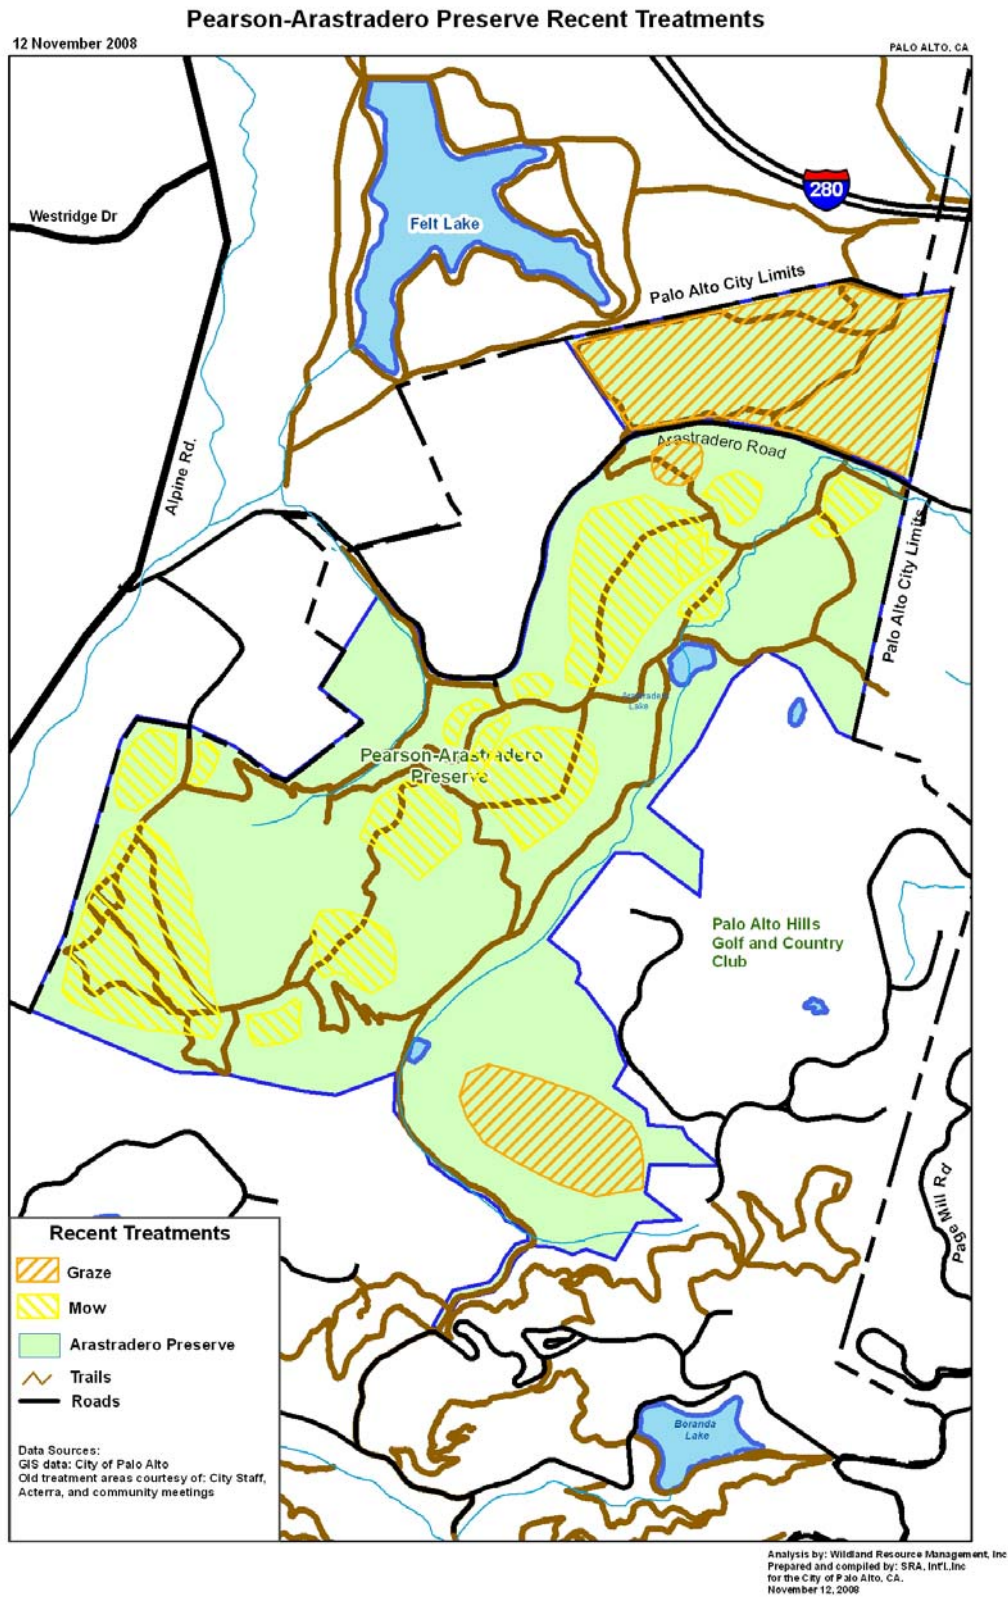 Pearson-Arastradero Preserve Recent Treatments
12 November 2008
PALO ALTO, CA
280
Westridge Dr
Felt Lake
Palo Alto City Limits
Arastradero Road
Alpine Rd.
Palo Alto City Limits
Arastradero
Lake
Pearson-Arastradero
Preserve
Palo Alto Hills
Golf and Country
Club
Page Mill Rd
Recent Treatments
Graze
Mow
Arastradero Preserve
Trails
Roads
Boranda
Lake
Data Sources:
GIS data: City of Palo Alto
Old treatment areas courtesy of: City Staff,
Acterra, and community meetings
Analysis by: Wildland Resource Management, Inc
Prepared and compiled by: SRA, Int'l.,Inc
for the City of Palo Alto, CA.
November 12, 2008